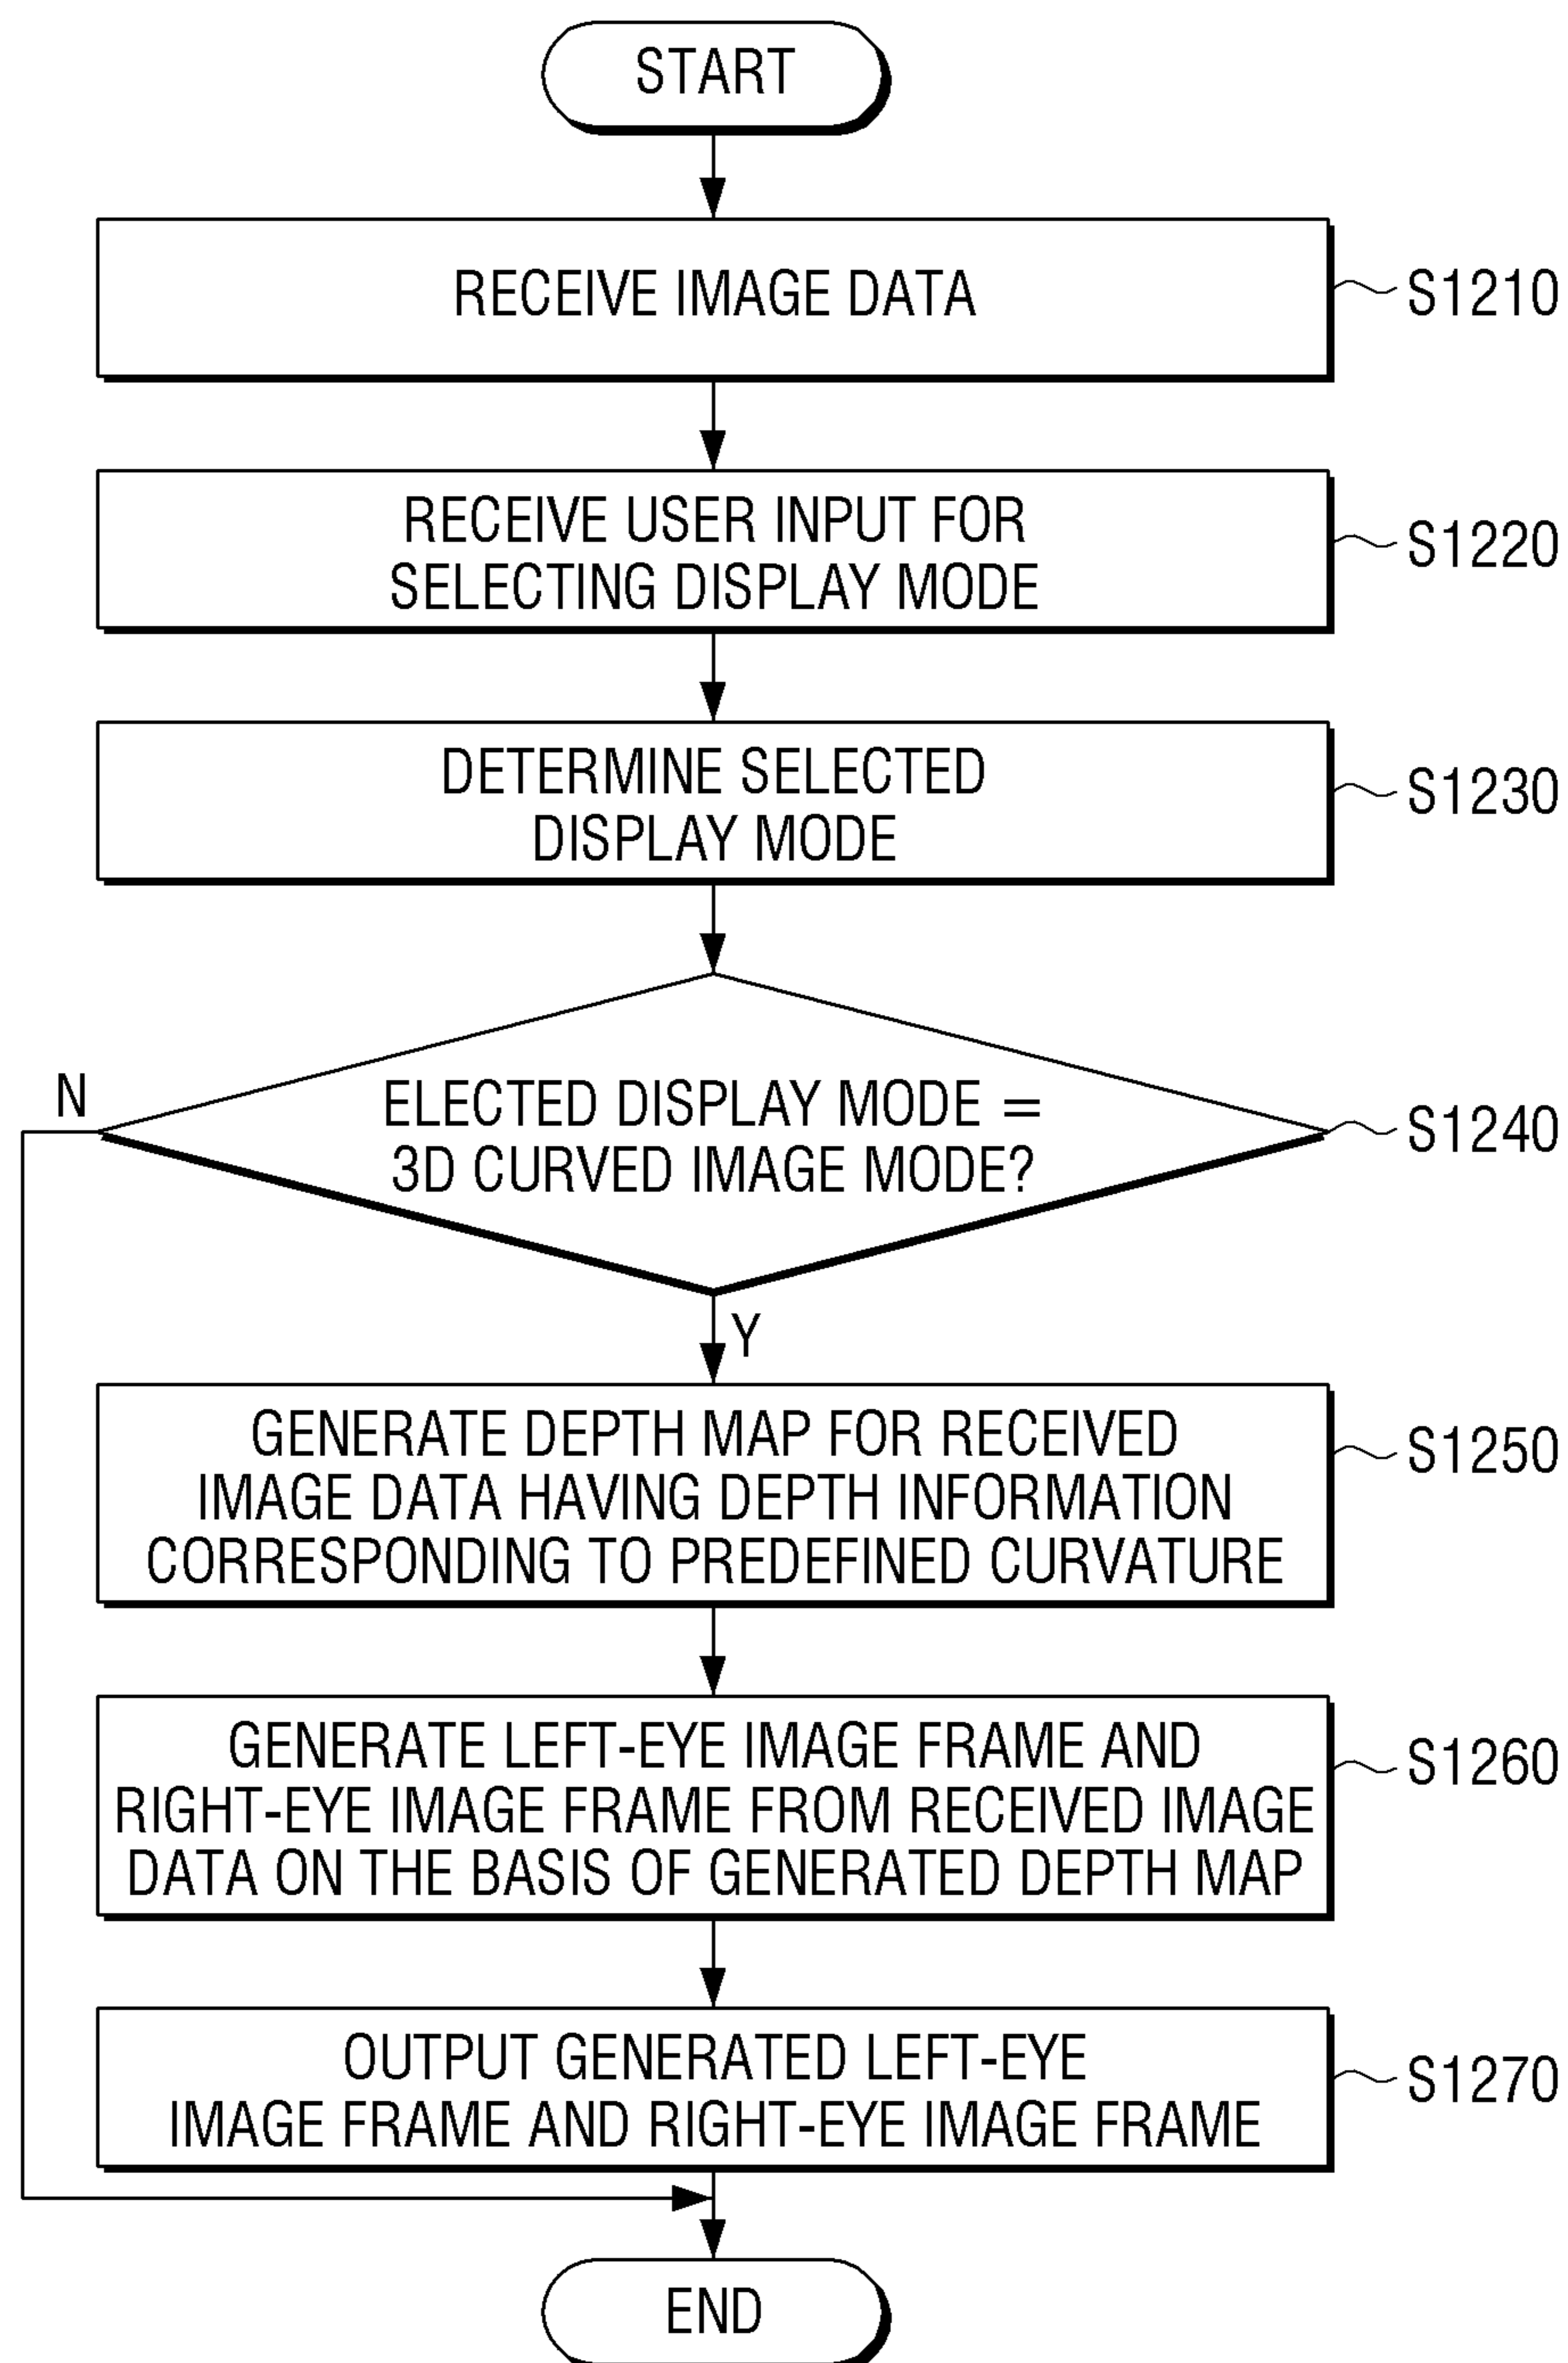 START
RECEIVE IMAGE DATA
S1210
RECEIVE USER INPUT FOR
SELECTING DISPLAY MODE
S1220
DETERMINE SELECTED
DISPLAY MODE
S1230
N
ELECTED DISPLAY MODE =
3D CURVED IMAGE MODE?
S1240
Y
GENERATE DEPTH MAP FOR RECEIVED
IMAGE DATA HAVING DEPTH INFORMATION
CORRESPONDING TO PREDEFINED CURVATURE
S1250
GENERATE LEFT-EYE IMAGE FRAME AND
RIGHT-EYE IMAGE FRAME FROM RECEIVED IMAGE
DATA ON THE BASIS OF GENERATED DEPTH MAP
S1260
OUTPUT GENERATED LEFT-EYE
IMAGE FRAME AND RIGHT-EYE IMAGE FRAME
S1270
END